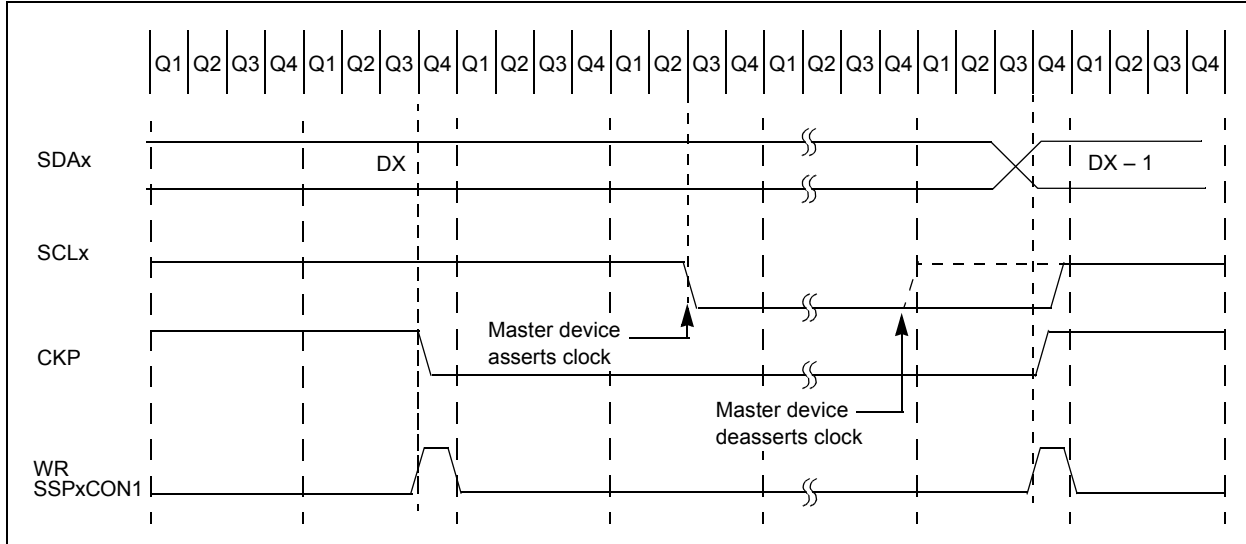 Q1 Q2 Q3 Q4 Q1 Q2 Q3 Q4 Q1 Q2 Q3 Q4 Q1 Q2 Q3 Q4 Q1 Q2 Q3 Q4 Q1 Q2 Q3 Q4 Q1 Q2 Q3 Q4
SDAx
DX
DX – 1
SCLx
Master device
asserts clock
CKP
Master device
deasserts clock
WR
SSPxCON1